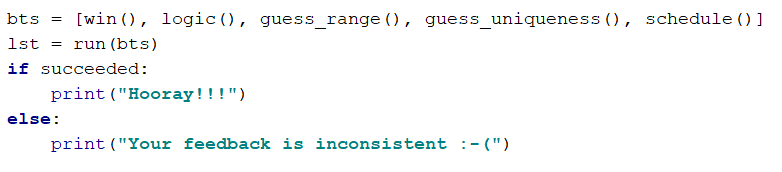 bts = [win(), logic(), guess_range(), guess_uniqueness(), schedule()]
lst = run(bts)
if succeeded:
    print("Hooray!!!")
else:
    print("Your feedback is inconsistent :-(")